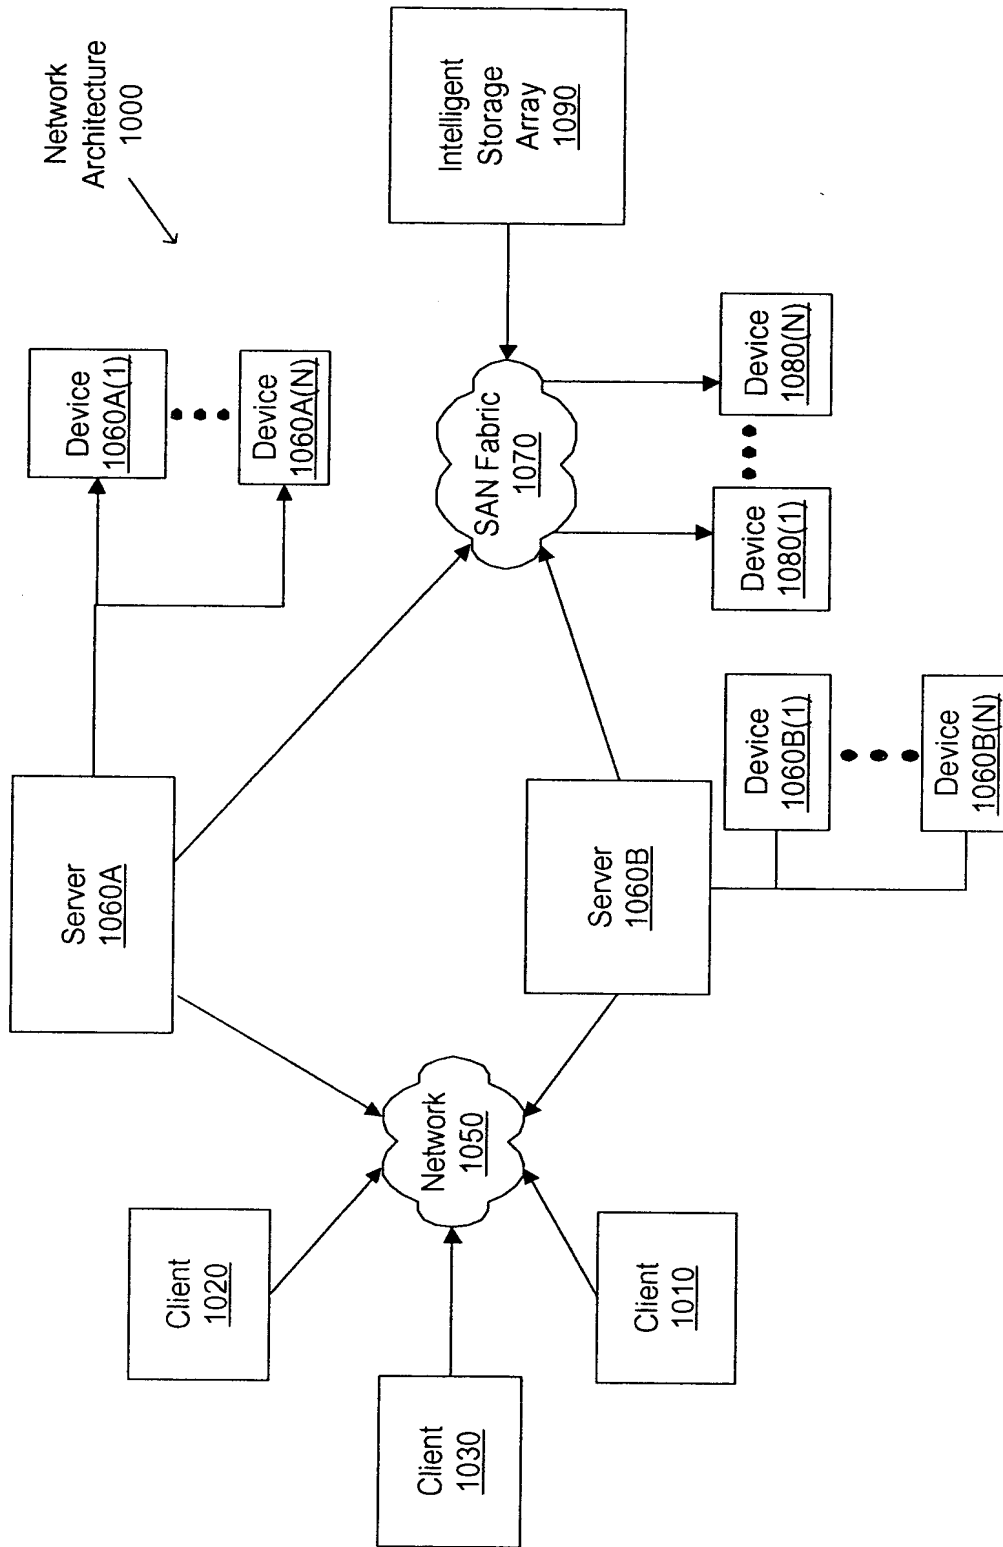 Network
Architecture
1000
Device
1060A(1)
Device
1060A(N)
Server
1060A
Intelligent
Storage
Array
1090
SAN Fabric
1070
Device
1080(1)
Device
1080(N)
Client
1020
Network
1050
Client
1030
Client
1010
Server
1060B
Device
1060B(1)
Device
1060B(N)